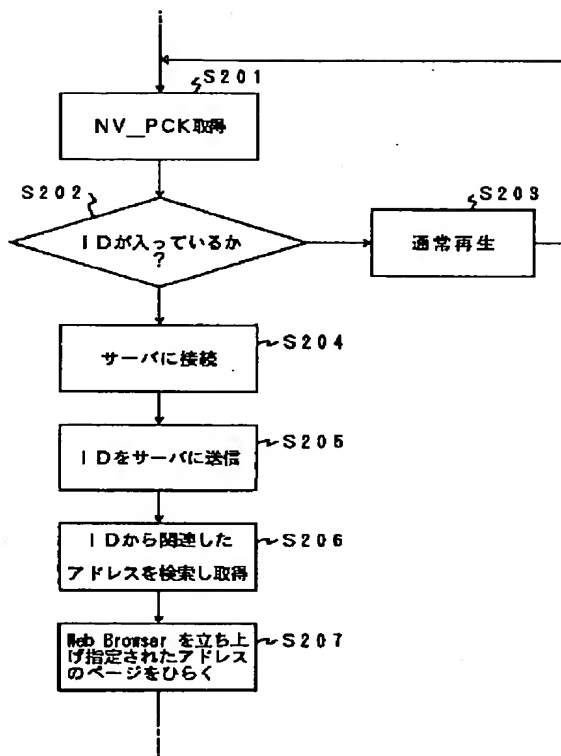 S201
NV_PCK取得
S202
IDが入っているか
?
S203
通常再生
サーバに接続
S204
IDをサーバに送信
S205
IDから関連した
アドレスを検索し取得
S206
Web Browser を立ち上
げ指定されたアドレス
のページをひらく
S207